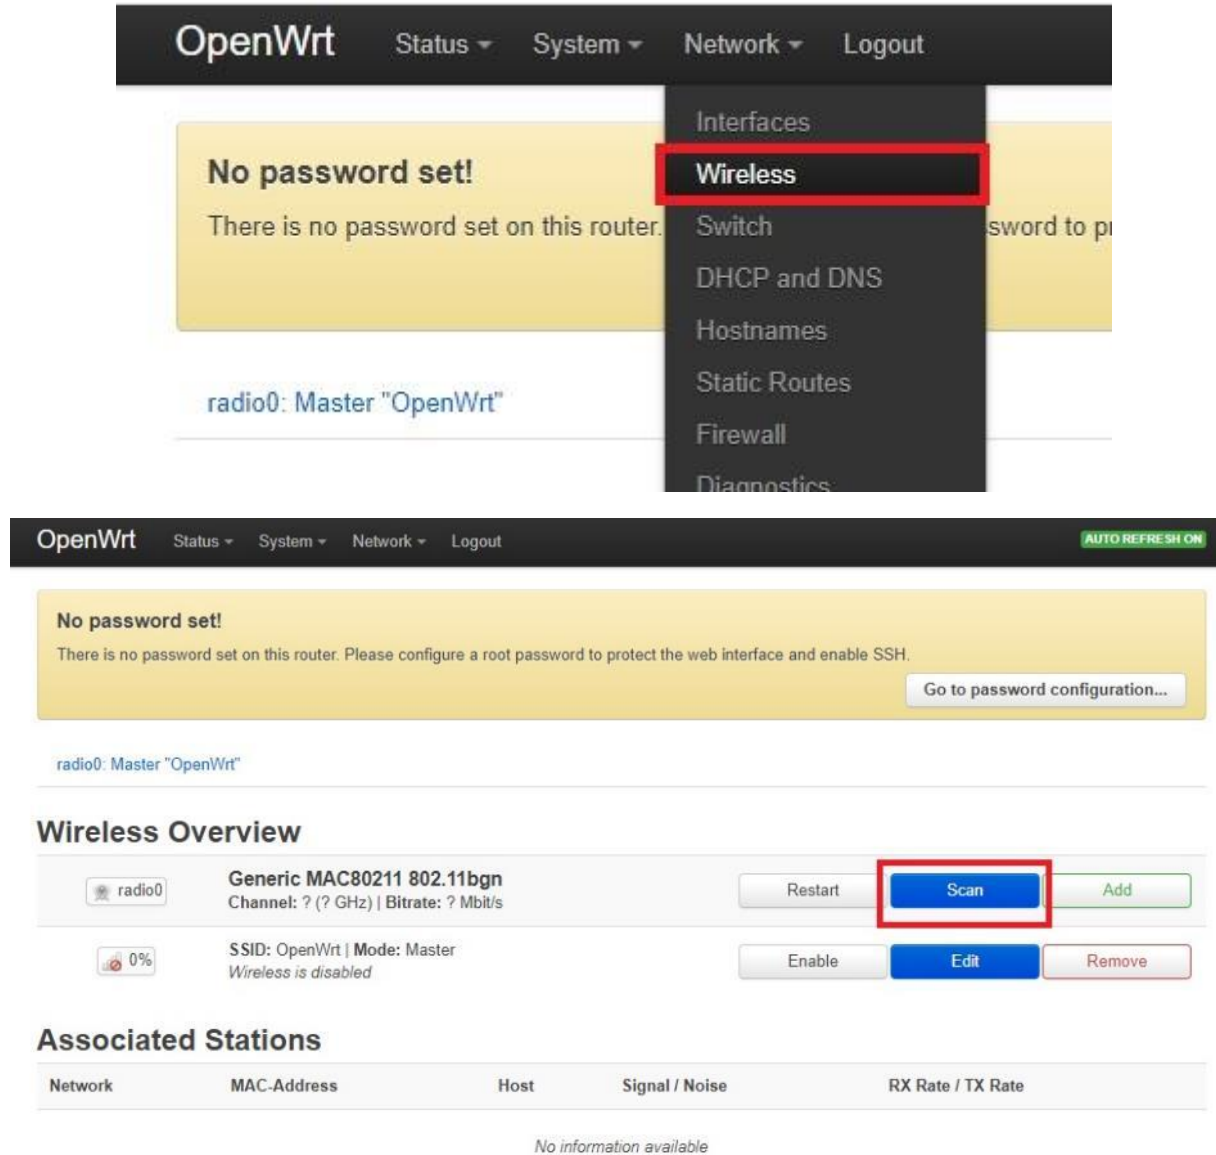 OpenWrt Status System Network Logout
Interfaces
No password set!
Wireless
There is no password set on this router.
Switch
sword to pr
DHCP and DNS
Hostnames
Static Routes
radio0: Master "OpenWrt"
Firewall
Diagnostics
OpenWrt Status System Network Logout AUTO REFRESH ON
No password set!
There is no password set on this router. Please configure a root password to protect the web interface and enable SSH.
Go to password configuration...
radio0: Master "OpenWrt"
Wireless Overview
radio0 Generic MAC80211 802.11bgn Restart Scan Add
Channel: ? (? GHz) | Bitrate: ? Mbit/s
0% SSID: OpenWrt | Mode: Master Enable Edit Remove
Wireless is disabled
Associated Stations
Network MAC-Address Host Signal / Noise RX Rate / TX Rate
No information available